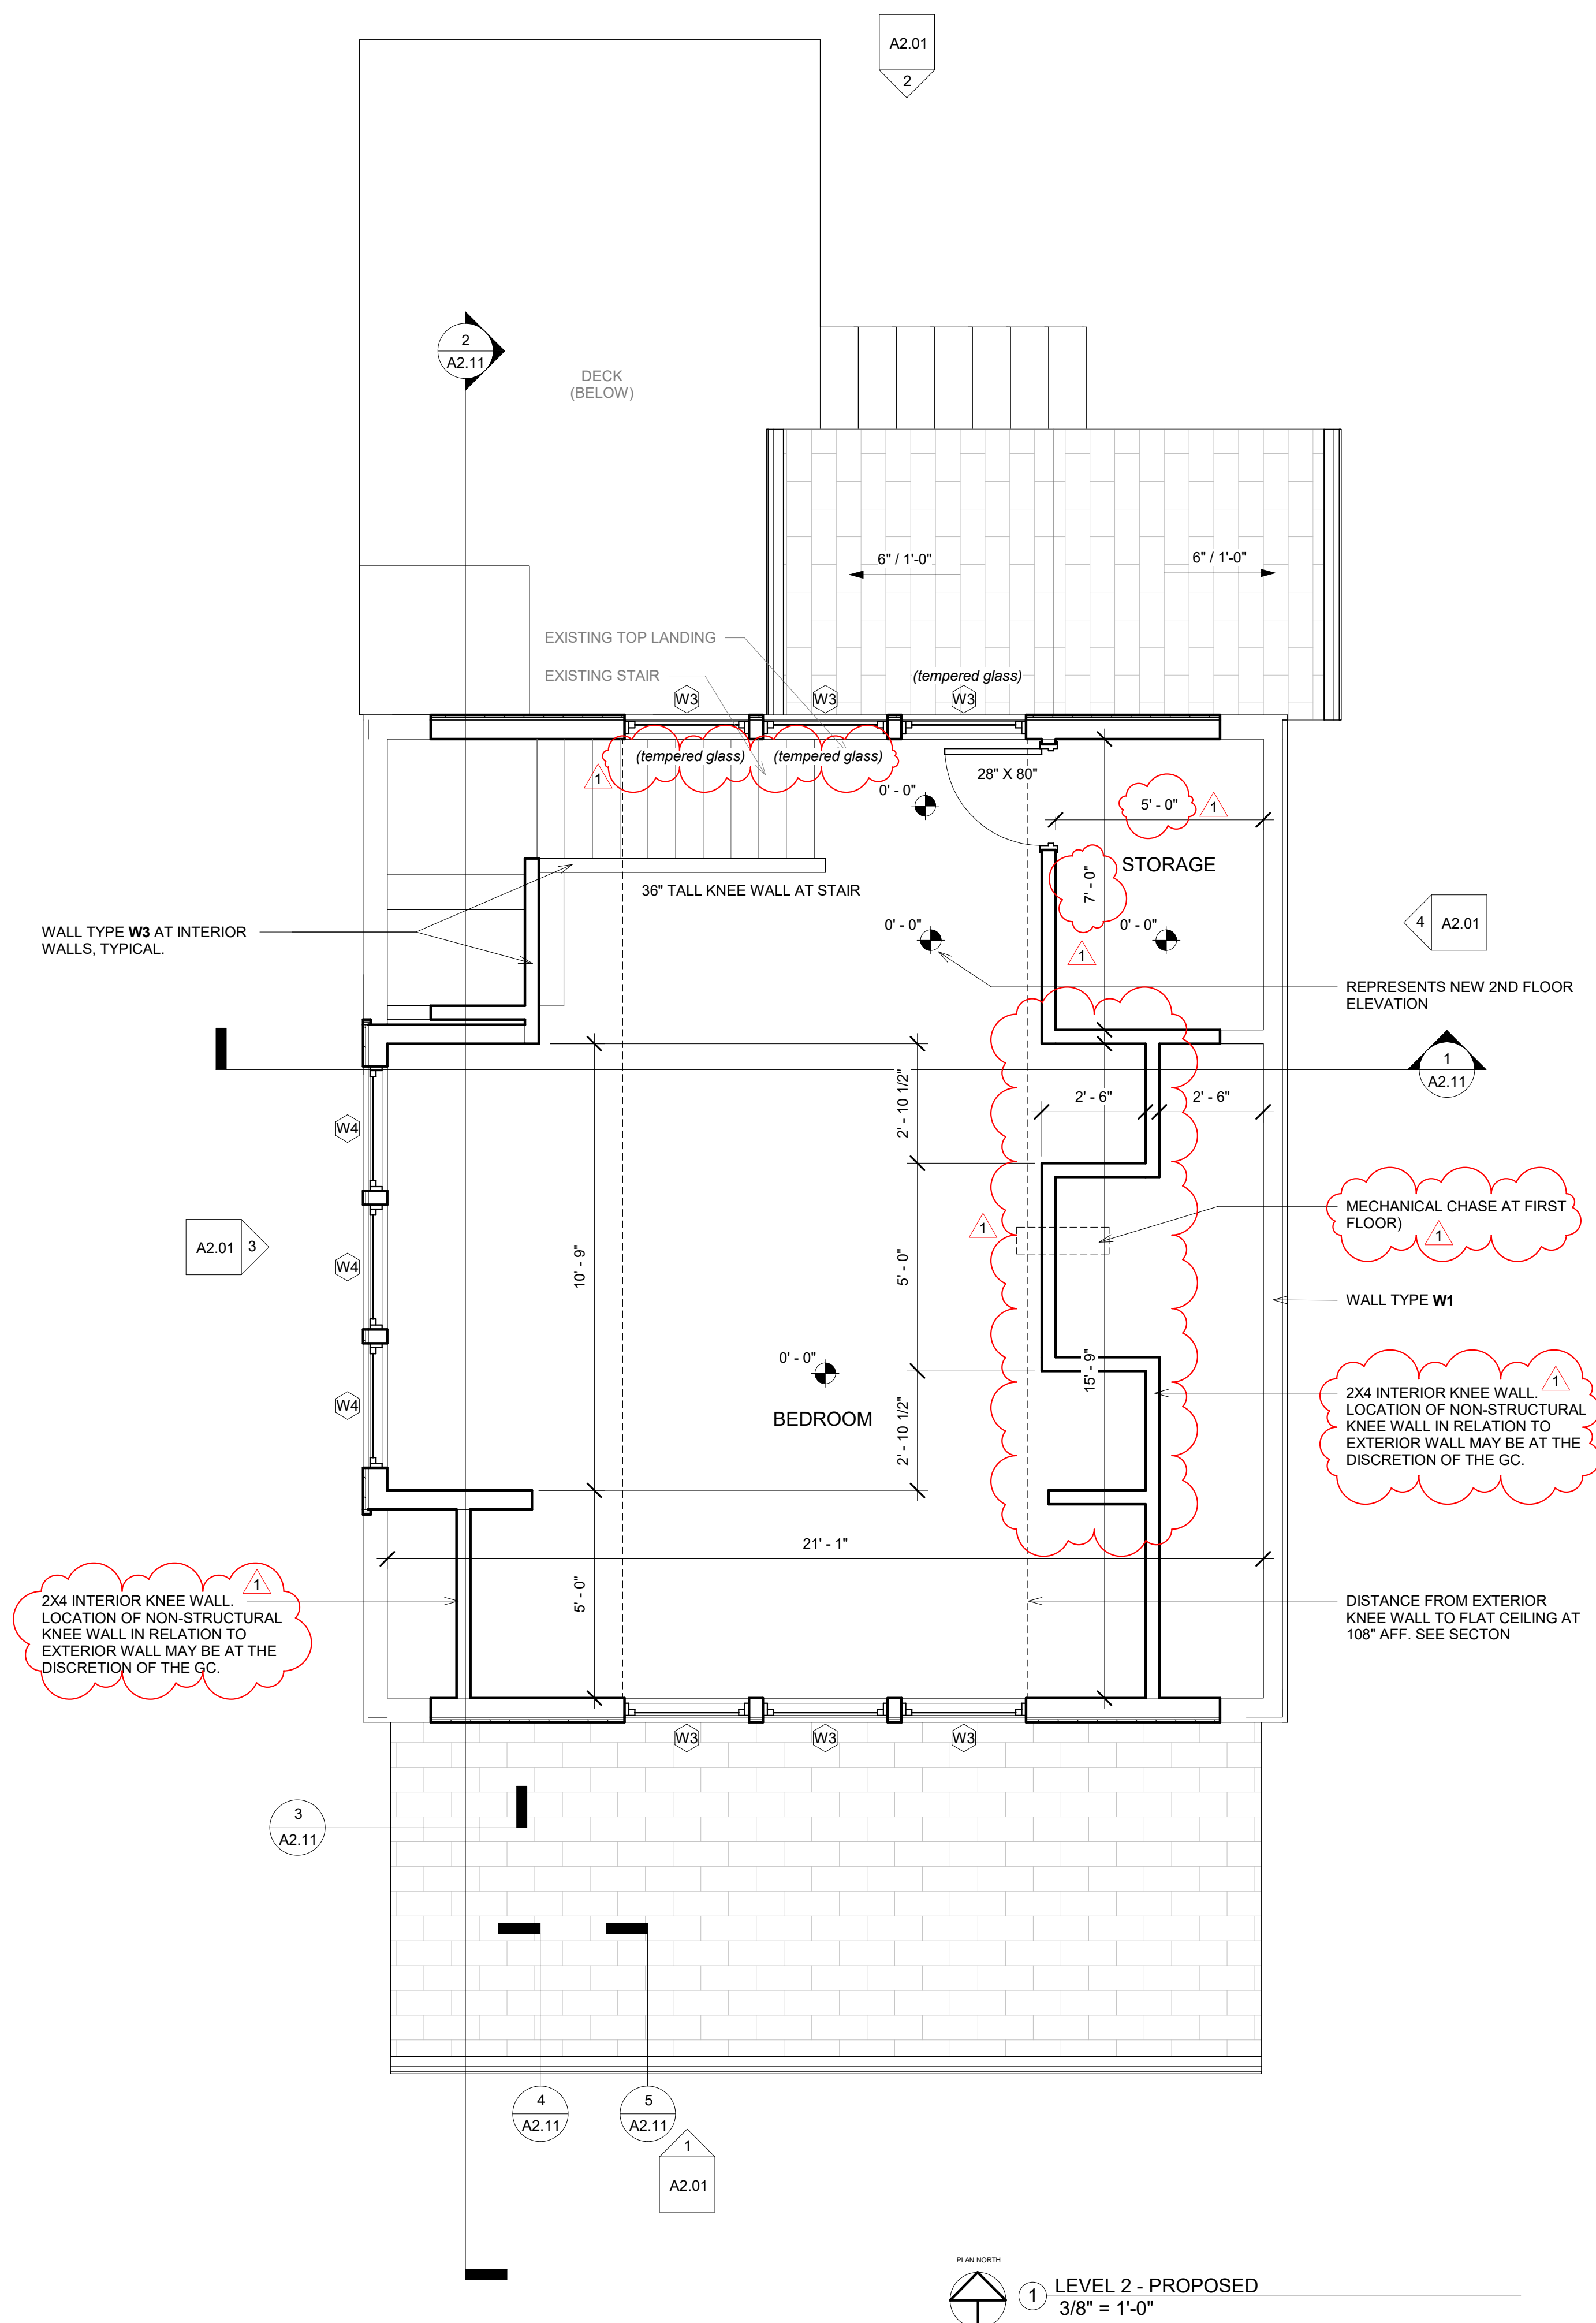 A2.01
2
2
A2.11
DECK
(BELOW)
6" / 1'-0"
6" / 1'-0"
EXISTING TOP LANDING
EXISTING STAIR
(tempered glass)
W3
W3
W3
(tempered glass)
(tempered glass)
1
28" X 80"
0' - 0"
5' - 0"
1
STORAGE
36" TALL KNEE WALL AT STAIR
7' - 0"
WALL TYPE W3 AT INTERIOR
WALLS, TYPICAL.
0' - 0"
0' - 0"
4
A2.01
1
REPRESENTS NEW 2ND FLOOR
ELEVATION
1
A2.11
2' - 10 1/2"
2' - 6"
2' - 6"
W4
MECHANICAL CHASE AT FIRST
FLOOR)
1
1
A2.01
3
W4
10' - 9"
5' - 0"
WALL TYPE W1
0' - 0"
15' - 9"
W4
BEDROOM
2' - 10 1/2"
1
2X4 INTERIOR KNEE WALL.
LOCATION OF NON-STRUCTURAL
KNEE WALL IN RELATION TO
EXTERIOR WALL MAY BE AT THE
DISCRETION OF THE GC.
21' - 1"
1
2X4 INTERIOR KNEE WALL.
LOCATION OF NON-STRUCTURAL
KNEE WALL IN RELATION TO
EXTERIOR WALL MAY BE AT THE
DISCRETION OF THE GC.
5' - 0"
DISTANCE FROM EXTERIOR
KNEE WALL TO FLAT CEILING AT
108" AFF. SEE SECTON
W3
W3
W3
3
A2.11
4
A2.11
5
A2.11
1
A2.01
PLAN NORTH
1
LEVEL 2 - PROPOSED
3/8" = 1'-0"